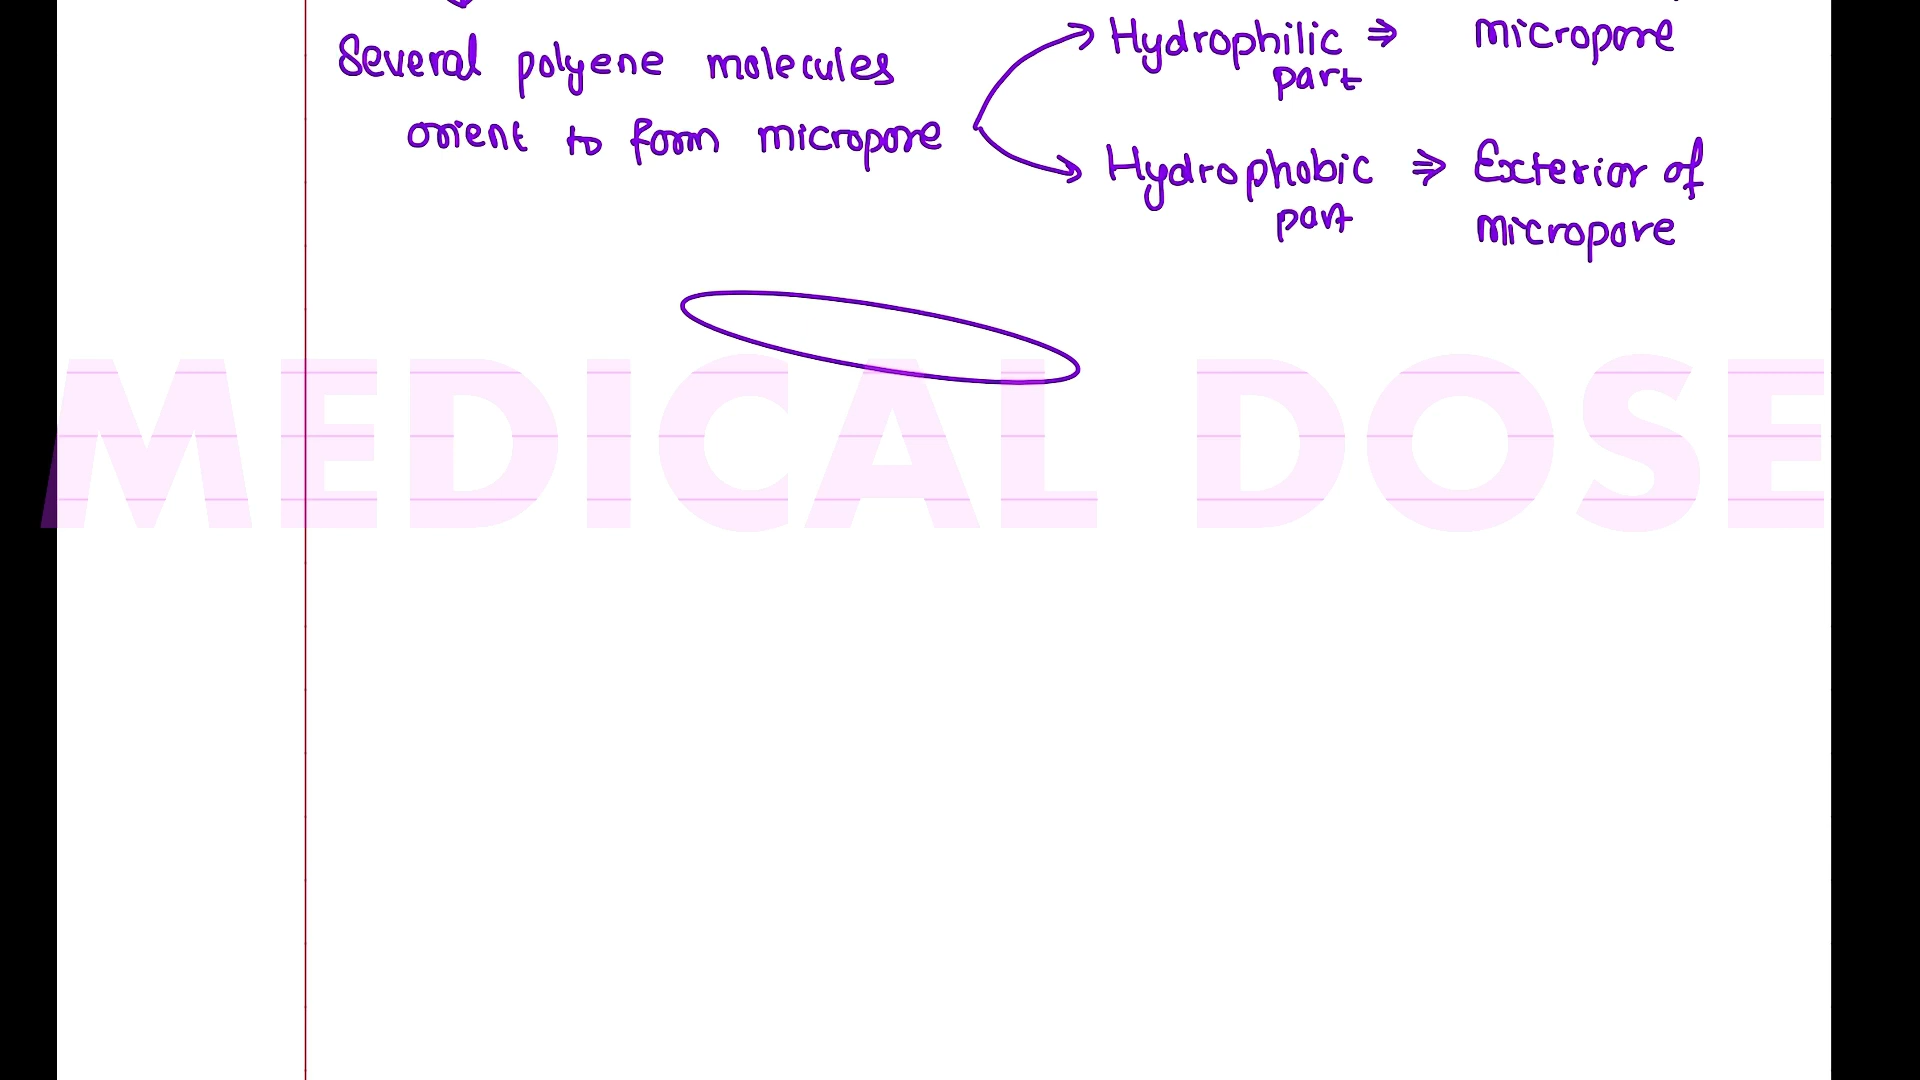 Several polyene molecules
orient to form micropore
Hydrophilic ⇒ micropore
part
Hydrophobic ⇒ Exterior of
part micropore
MEDICAL DOSE